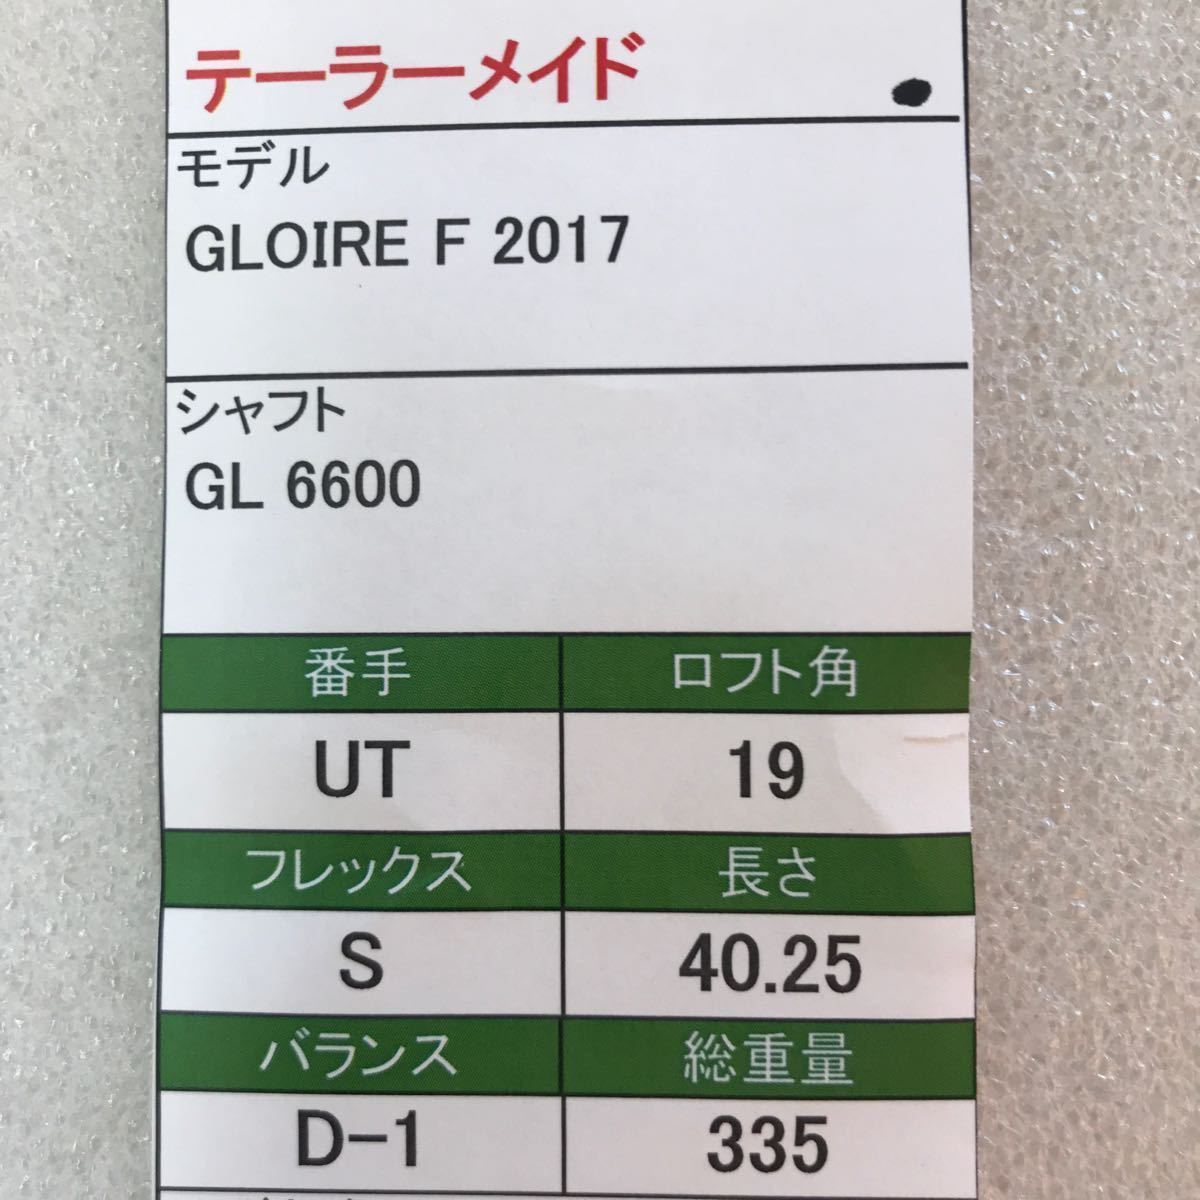 テーラーメイド
モデル
GLOIRE F 2017
シャフト
GL 6600
番手 ロフト角
UT 19
フレックス 長さ
S 40.25
バランス 総重量
D-1 335